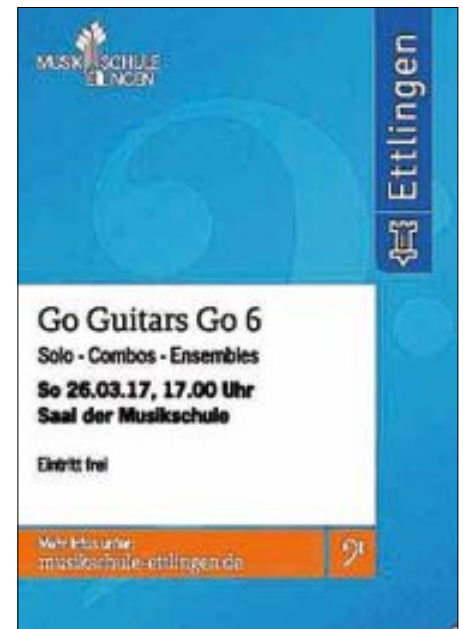 MUSIKSCHULE
ETTLINGEN
Ettlingen
Go Guitars Go 6
Solo - Combos - Ensembles
So 26.03.17, 17.00 Uhr
Saal der Musikschule
Eintritt frei
Mehr Infos unter:
musikschule-ettlingen.de